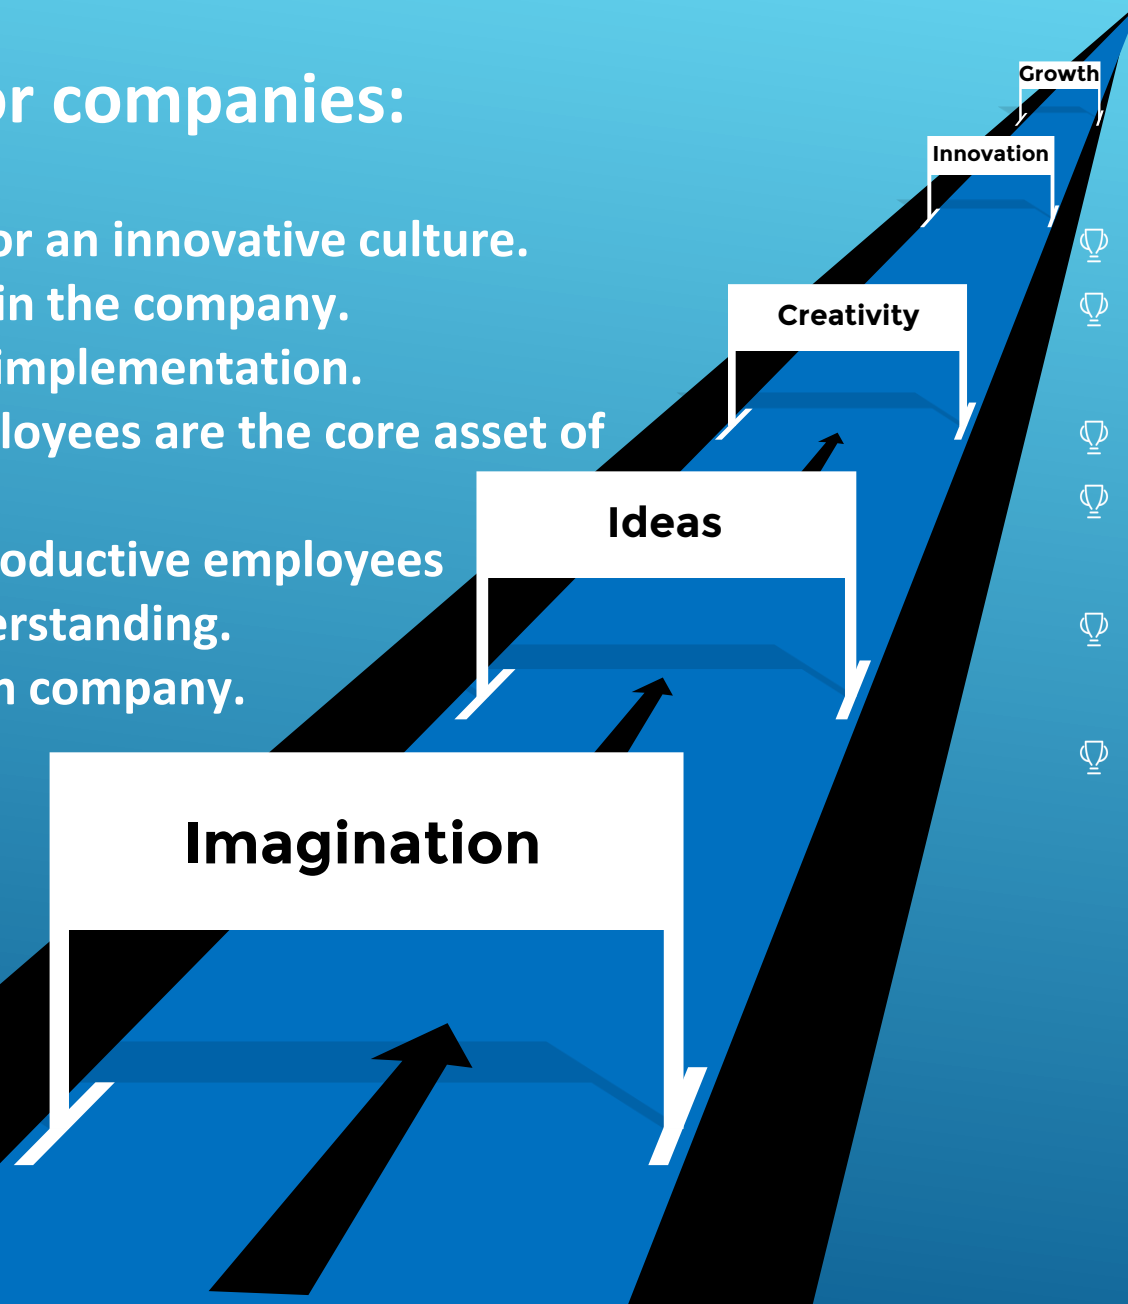 or companies:
or an innovative culture.
in the company.
implementation.
loyees are the core asset of
oductive employees
erstanding.
n company.
Growth
Innovation
Creativity
Ideas
Imagination